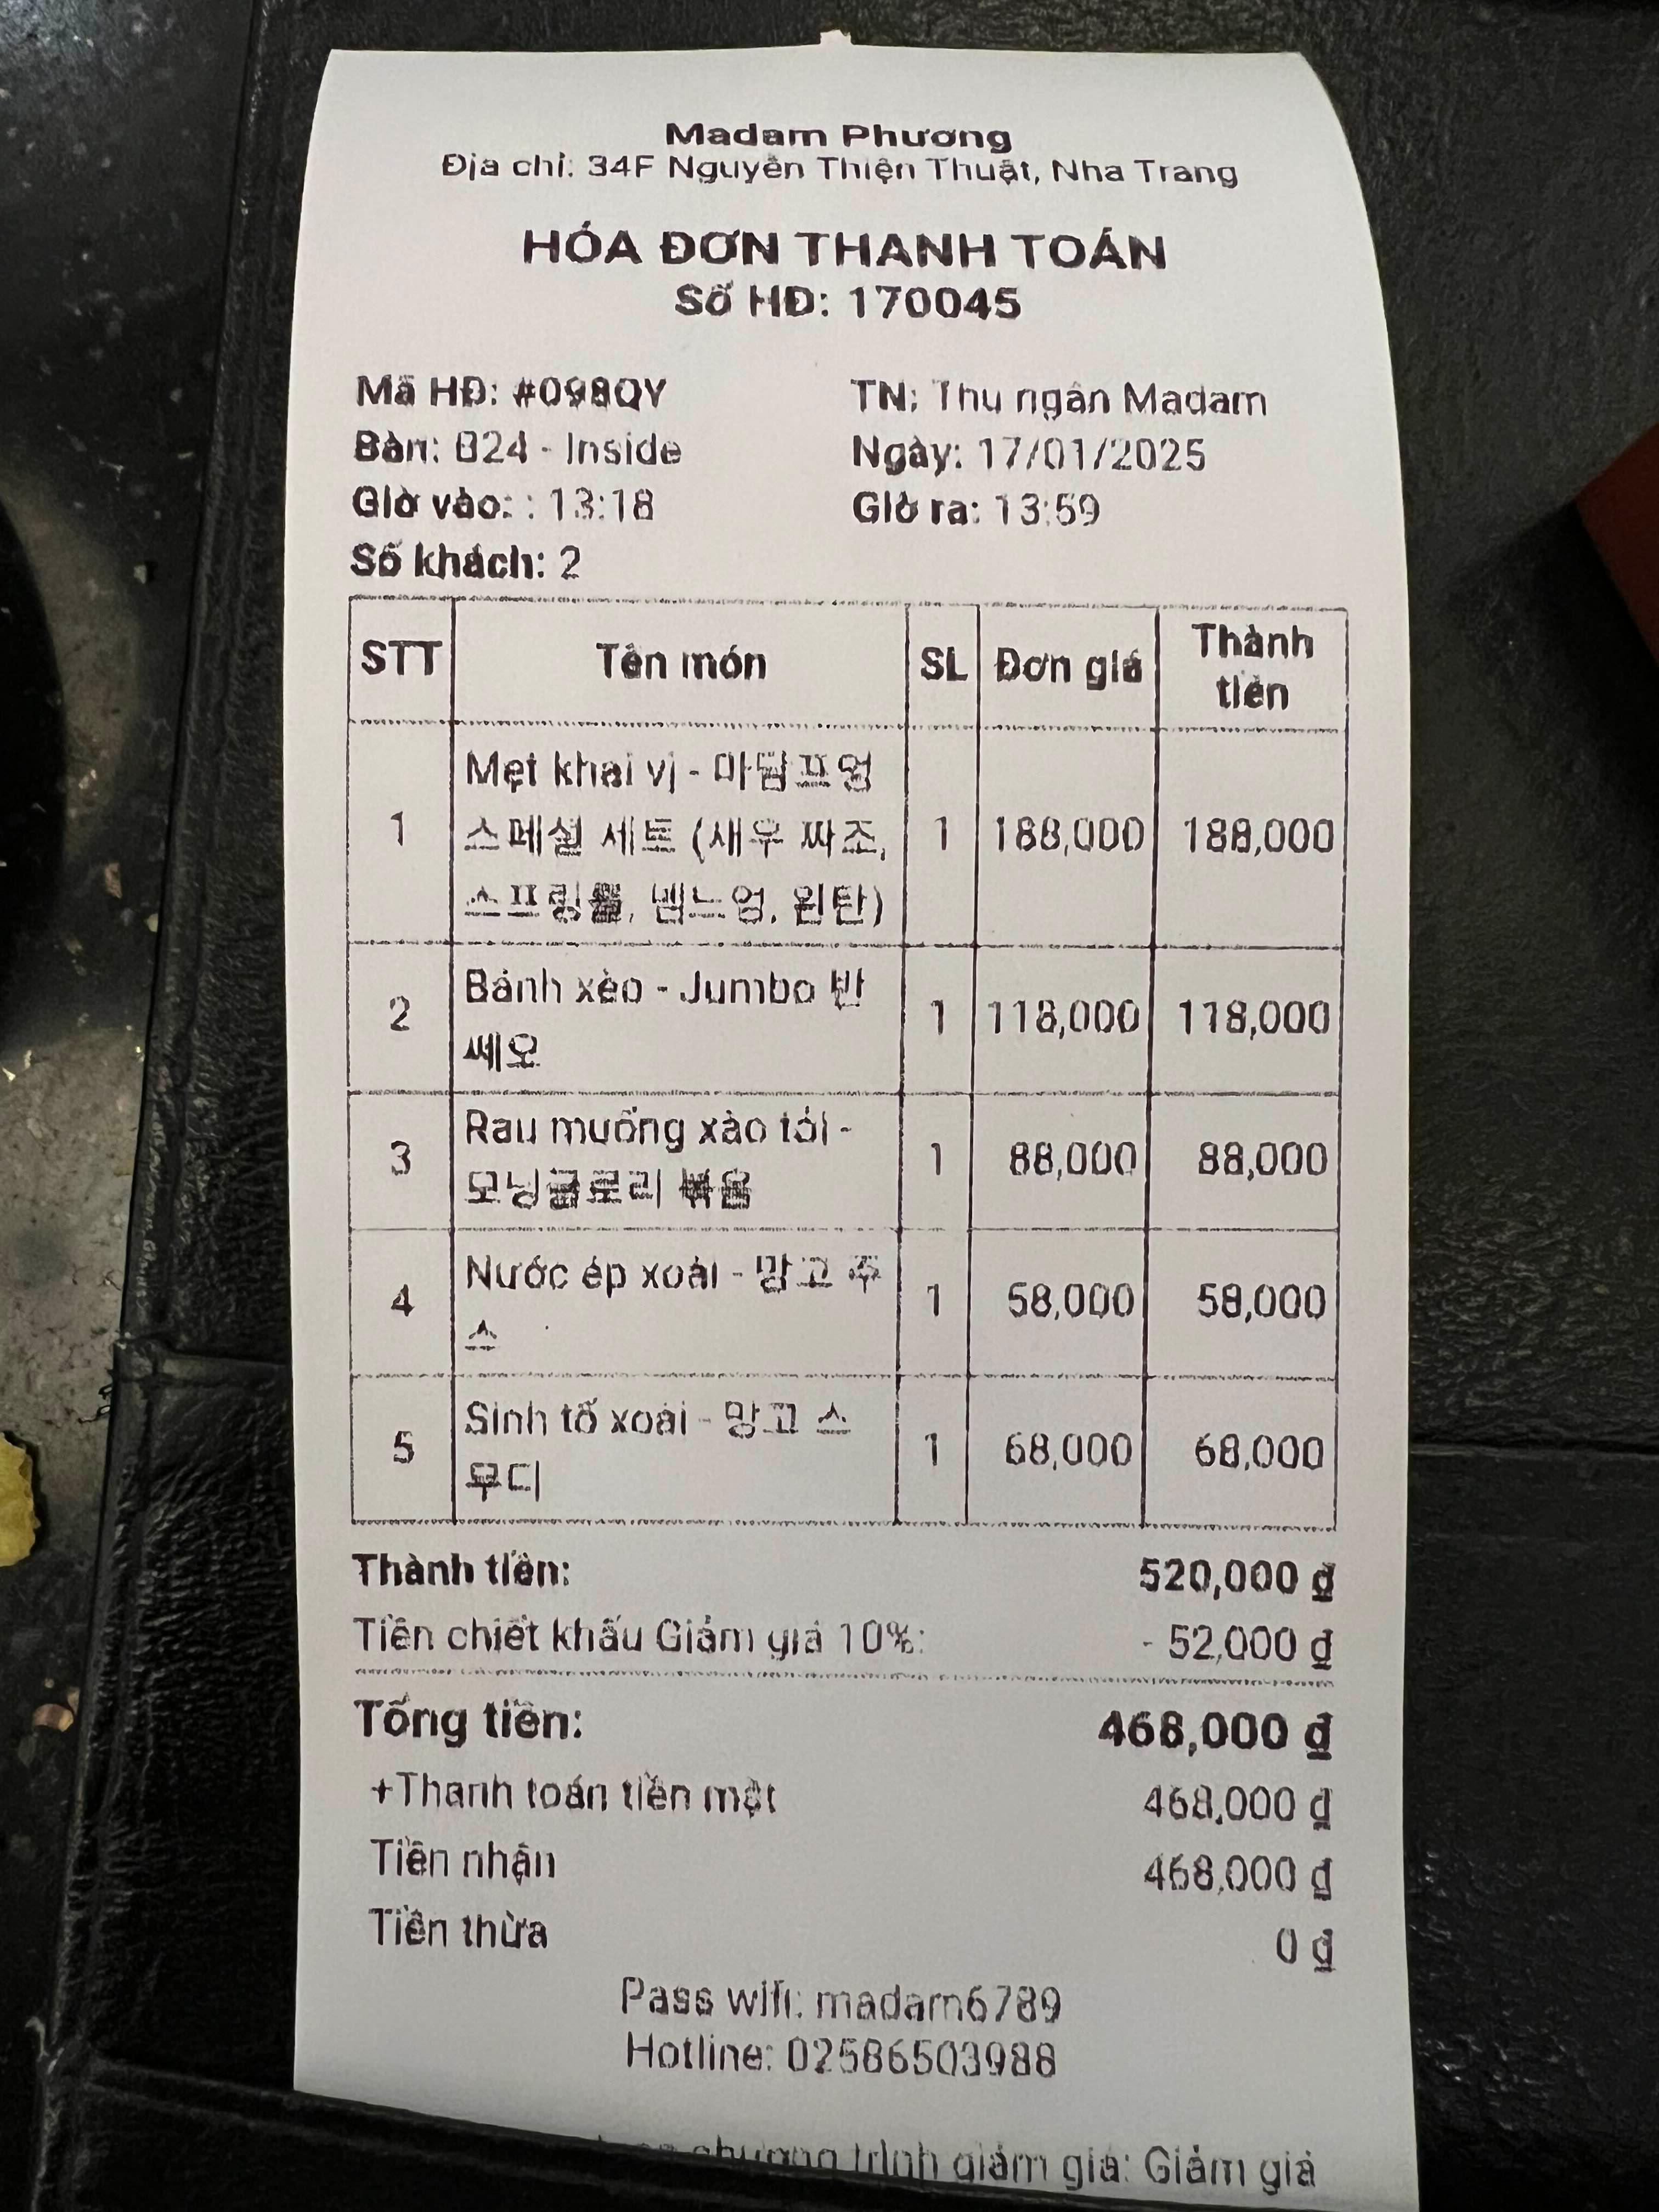 Madam Phương
Địa chỉ: 34F Nguyễn Thiện Thuật, Nha Trang
HÓA ĐƠN THANH TOÁN
Số HĐ: 170045
Mã HĐ: #098QY TN: Thu ngân Madam
Bàn: B24 - Inside Ngày: 17/01/2025
Giờ vào: : 13:18 Giờ ra: 13:59
Số khách: 2
STT Tên món SL Đơn giá Thành tiền
1 Mẹt khai vị - 마담프엉 1 188,000 188,000
스페셜 세트 (새우 짜조,
스프링롤, 넴느엉, 완탄)
2 Bánh xèo - Jumbo 반 1 118,000 118,000
쎄오
3 Rau muống xào tỏi - 1 88,000 88,000
모닝글로리 볶음
4 Nước ép xoài - 망고 주 1 58,000 58,000
스
5 Sinh tố xoài - 망고 스 1 68,000 68,000
무디
Thành tiền: 520,000 ₫
Tiền chiết khấu Giảm giá 10%: - 52,000 ₫
Tổng tiền: 468,000 ₫
+Thanh toán tiền mặt 468,000 ₫
Tiền nhận 468,000 ₫
Tiền thừa 0 ₫
Pass wifi: madam6789
Hotline: 02586503988
chương trình giảm giá: Giảm giá